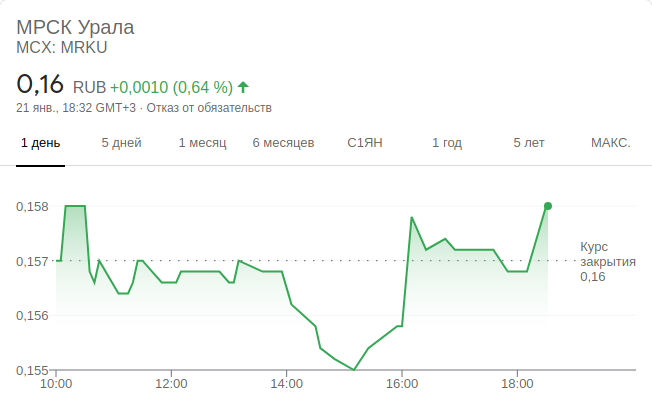 МРСК Урала
MCX: MRKU
0,16 RUB +0,0010 (0,64 %)
21 янв., 18:32 GMT+3 · Отказ от обязательств
1 день 5 дней 1 месяц 6 месяцев С1ЯН 1 год 5 лет МАКС.
0,158
0,157
0,156
0,155
Курс
закрытия
0,16
10:00 12:00 14:00 16:00 18:00